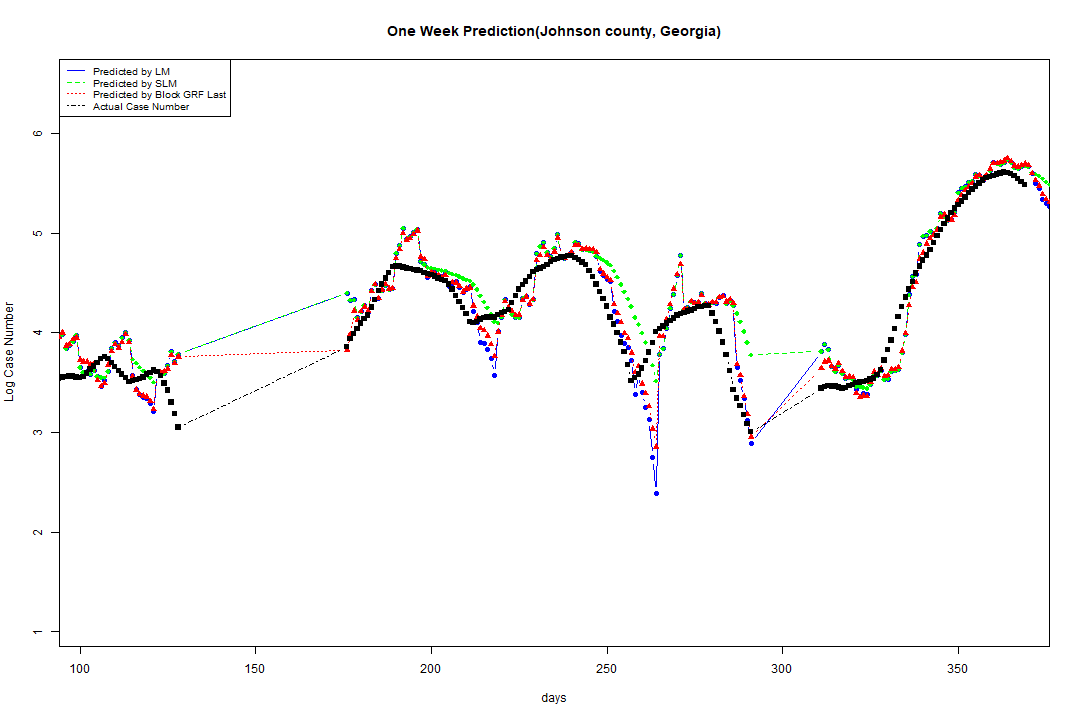 One Week Prediction(Johnson county, Georgia)
Predicted by LM
Predicted by SLM
Predicted by Block GRF Last
Actual Case Number
6
5
4
3
2
1
Log Case Number
100 150 200 250 300 350
days